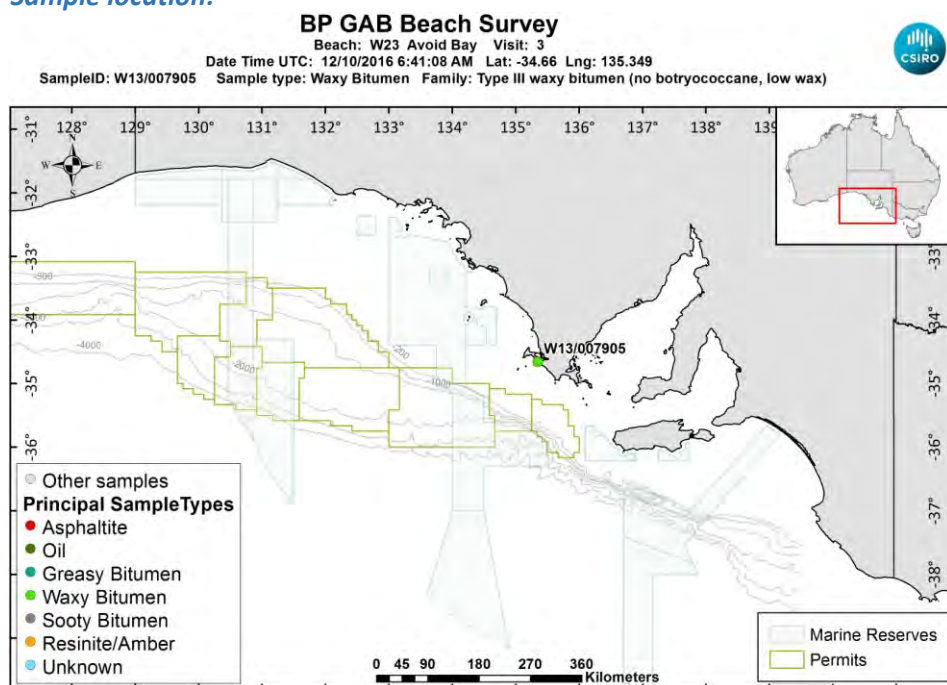 Sample location:
BP GAB Beach Survey
Beach: W23 Avoid Bay Visit: 3
Date Time UTC: 12/10/2016 6:41:08 AM Lat: -34.66 Lng: 135.349
SampleID: W13/007905 Sample type: Waxy Bitumen Family: Type III waxy bitumen (no botryococcane, low wax)
CSIRO
128° 129° 130° 131° 132° 133° 134° 135° 136° 137° 138° 139
-31°
-32°
-33°
-34°
-35°
-36°
-37°
-38°
N
W E
S
-31°
-32°
-33°
-34°
-35°
-36°
-37°
-38°
-4000
-2000
-200
-1000
W13/007905
Other samples
Principal SampleTypes
Asphaltite
Oil
Greasy Bitumen
Waxy Bitumen
Sooty Bitumen
Resinite/Amber
Unknown
0 45 90 180 270 360
Kilometers
Marine Reserves
Permits